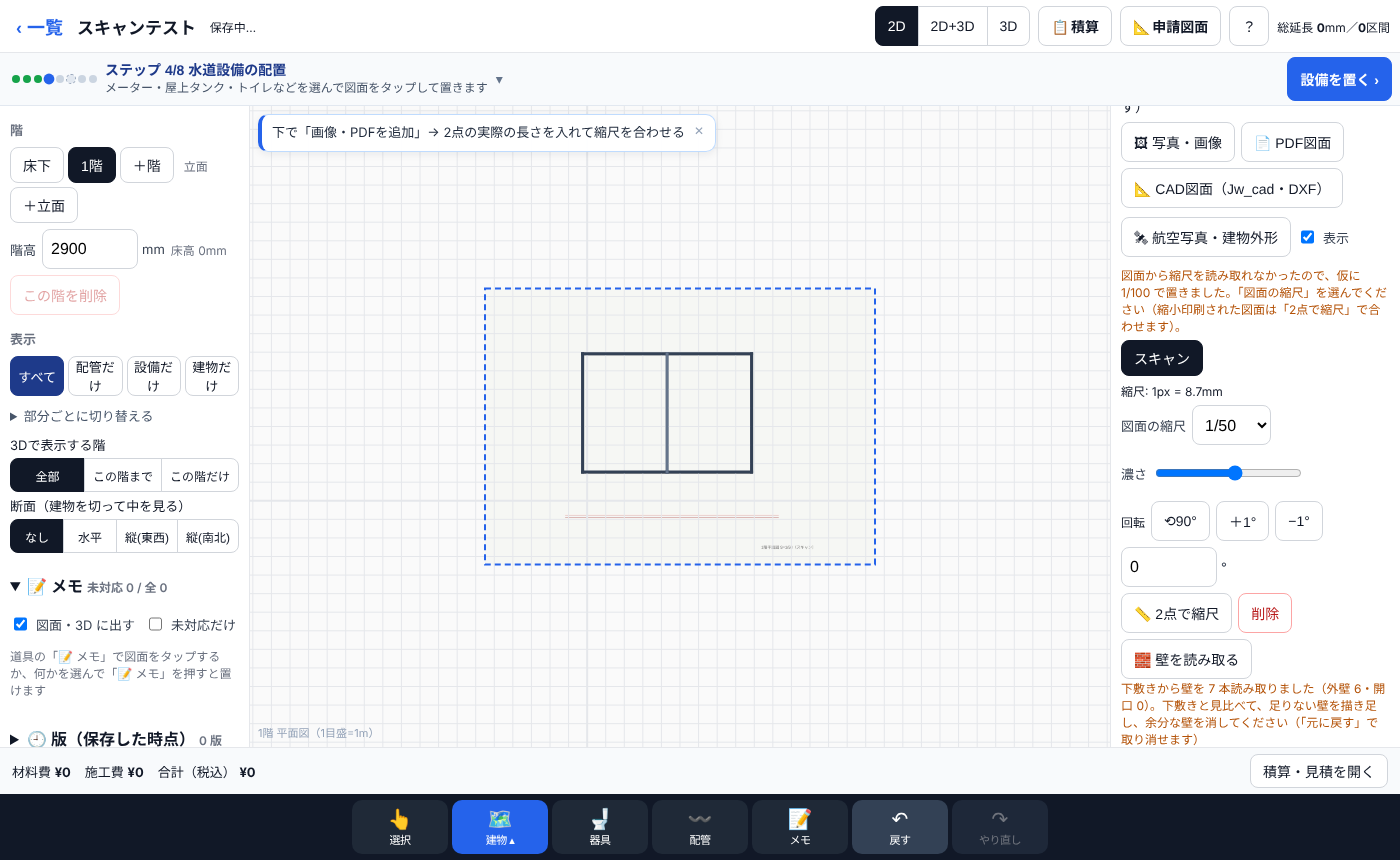 ‹ 一覧 スキャンテスト 保存中...
2D 2D+3D 3D 📋 積算 📐 申請図面 ? 総延長 0mm／0区間
ステップ 4/8 水道設備の配置
メーター・屋上タンク・トイレなどを選んで図面をタップして置きます ▼
設備を置く ›
階
床下 1階 ＋階 立面
＋立面
階高 2900 mm 床高 0mm
この階を削除
表示
すべて 配管だけ 設備だけ 建物だけ
▶ 部分ごとに切り替える
3Dで表示する階
全部 この階まで この階だけ
断面（建物を切って中を見る）
なし 水平 縦(東西) 縦(南北)
▼ 📝 メモ 未対応 0 / 全 0
図面・3D に出す 未対応だけ
道具の「📝 メモ」で図面をタップする
か、何かを選んで「📝 メモ」を押すと置
けます
▶ 🕘 版（保存した時点） 0 版
下で「画像・PDFを追加」→ 2点の実際の長さを入れて縮尺を合わせる ×
1階 平面図（1目盛=1m）
す）
🖼 写真・画像 📄 PDF図面
📐 CAD図面（Jw_cad・DXF）
🛰 航空写真・建物外形 表示
図面から縮尺を読み取れなかったので、仮に
1/100 で置きました。「図面の縮尺」を選んでくだ
さい（縮小印刷された図面は「2点で縮尺」で合
わせます）。
スキャン
縮尺: 1px = 8.7mm
図面の縮尺 1/50
濃さ
回転 ⟲90° ＋1° −1°
0 °
📏 2点で縮尺 削除
🧱 壁を読み取る
下敷きから壁を 7 本読み取りました（外壁 6・開
口 0）。下敷きと見比べて、足りない壁を描き足
し、余分な壁を消してください（「元に戻す」で
取り消せます）
材料費 ¥0 施工費 ¥0 合計（税込） ¥0
積算・見積を開く
選択 建物▲ 器具 配管 メモ 戻す やり直し